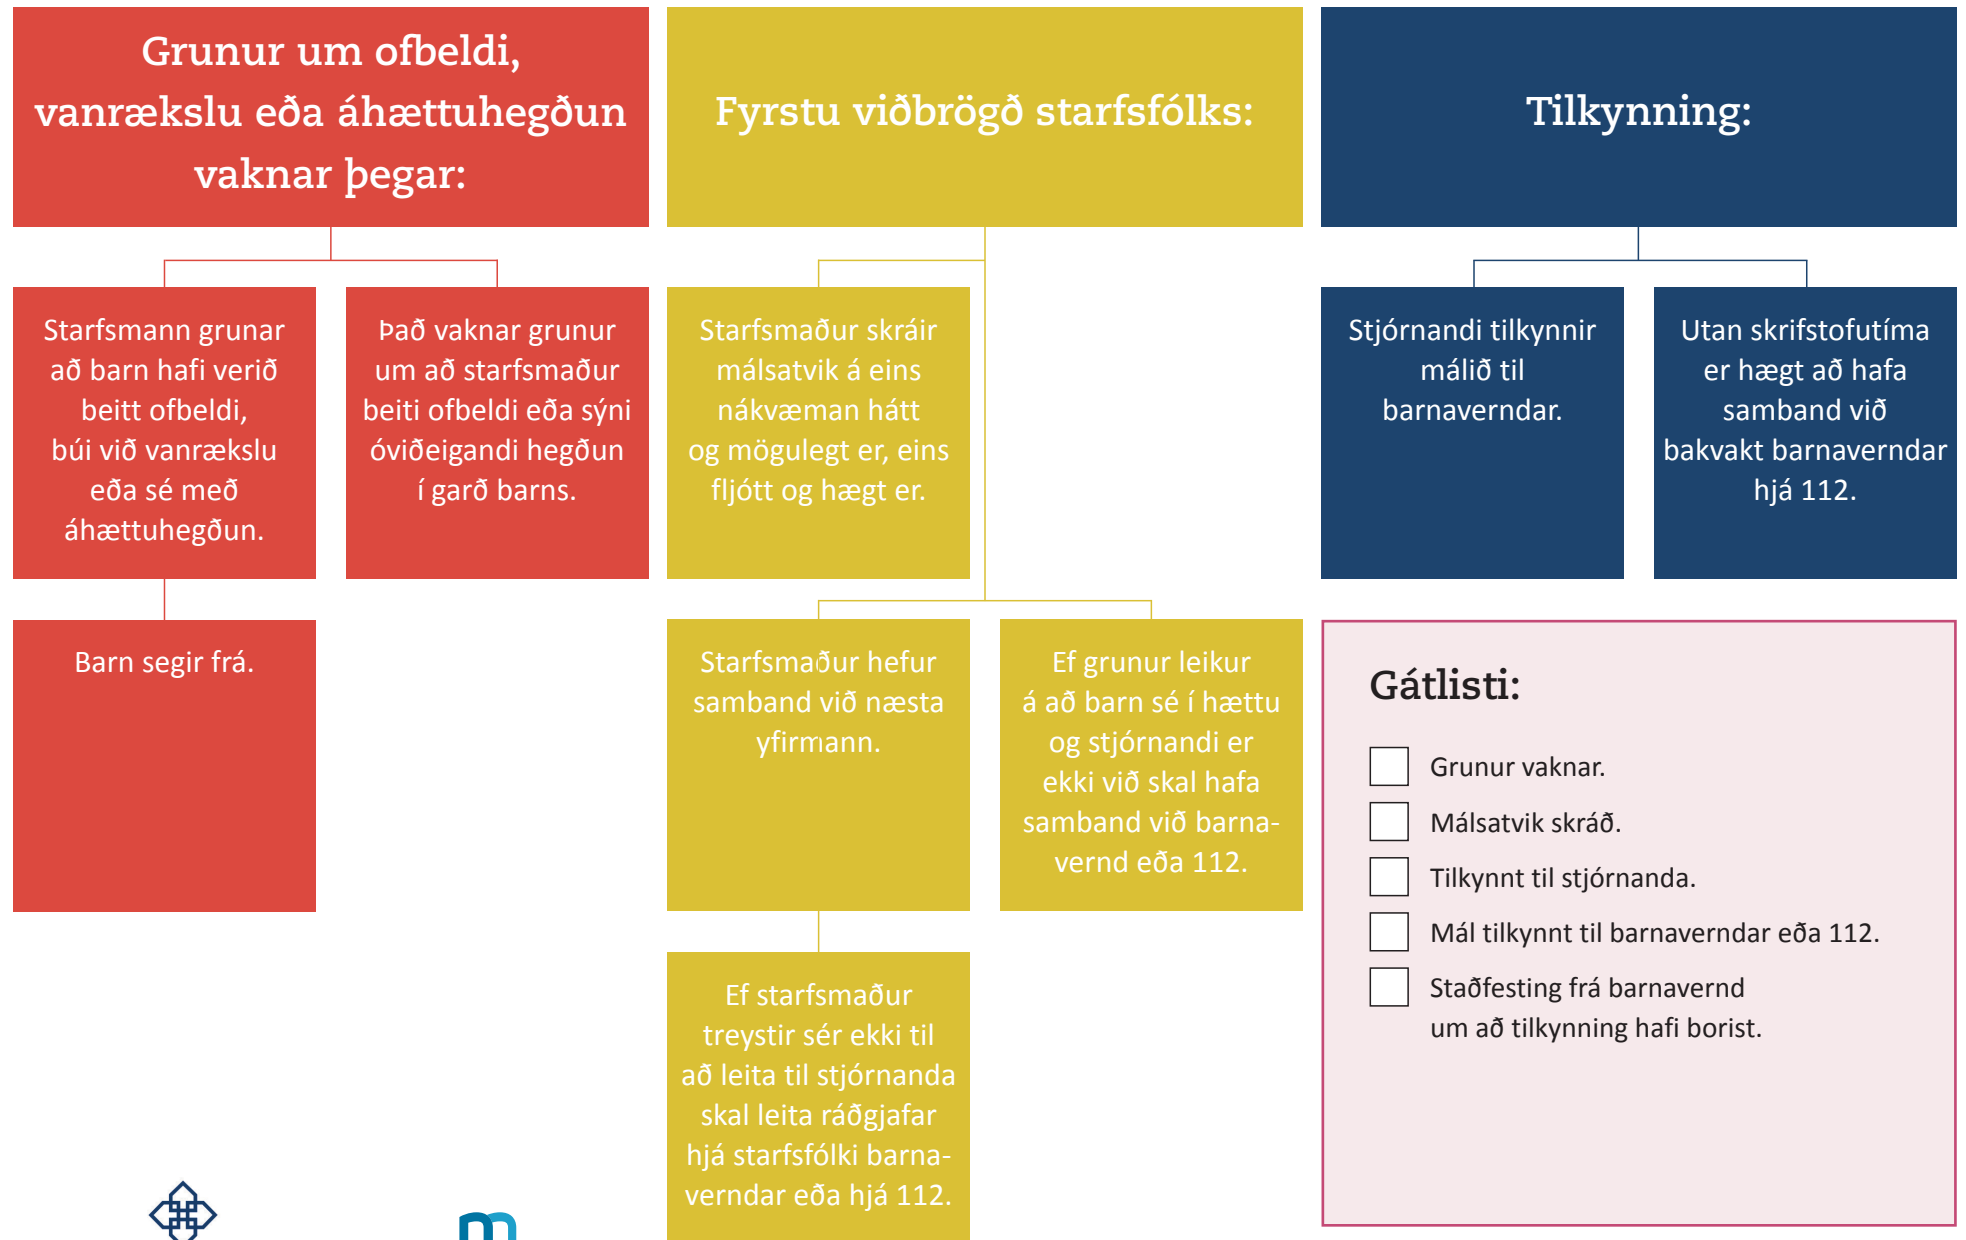 Grunur um ofbeldi,
vanrækslu eða áhættuhegðun
vaknar þegar:
Starfsmann grunar
að barn hafi verið
beitt ofbeldi,
búi við vanrækslu
eða sé með
áhættuhegðun.
Það vaknar grunur
um að starfsmaður
beiti ofbeldi eða sýni
óviðeigandi hegðun
í garð barns.
Barn segir frá.
Fyrstu viðbrögð starfsfólks:
Starfsmaður skráir
málsatvik á eins
nákvæman hátt
og mögulegt er, eins
fljótt og hægt er.
Starfsmaður hefur
samband við næsta
yfirmann.
Ef grunur leikur
á að barn sé í hættu
og stjórnandi er
ekki við skal hafa
samband við barna-
vernd eða 112.
Ef starfsmaður
treystir sér ekki til
að leita til stjórnanda
skal leita ráðgjafar
hjá starfsfólki barna-
verndar eða hjá 112.
Tilkynning:
Stjórnandi tilkynnir
málið til
barnaverndar.
Utan skrifstofutíma
er hægt að hafa
samband við
bakvakt barnaverndar
hjá 112.
Gátlisti:
Grunur vaknar.
Málsatvik skráð.
Tilkynnt til stjórnanda.
Mál tilkynnt til barnaverndar eða 112.
Staðfesting frá barnavernd
um að tilkynning hafi borist.